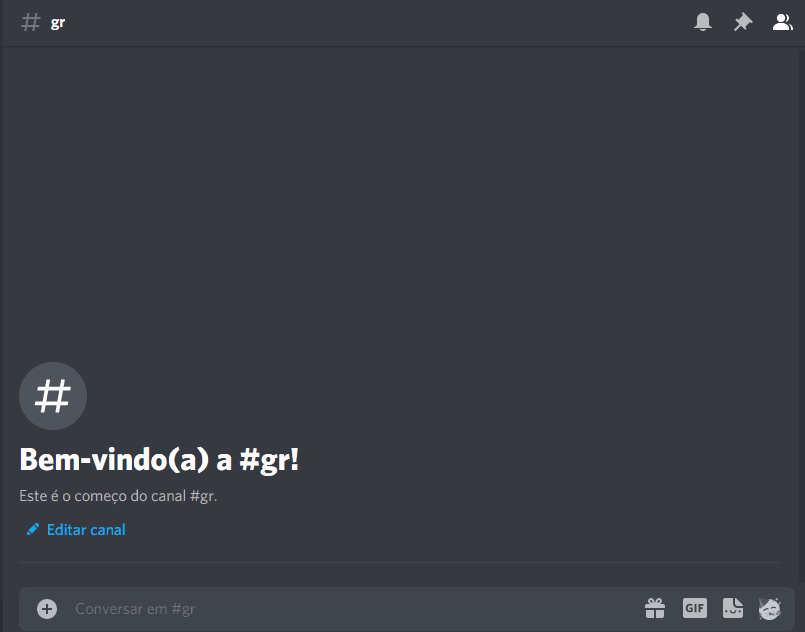 # gr
Bem-vindo(a) a #gr!
Este é o começo do canal #gr.
Editar canal
Conversar em #gr
GIF